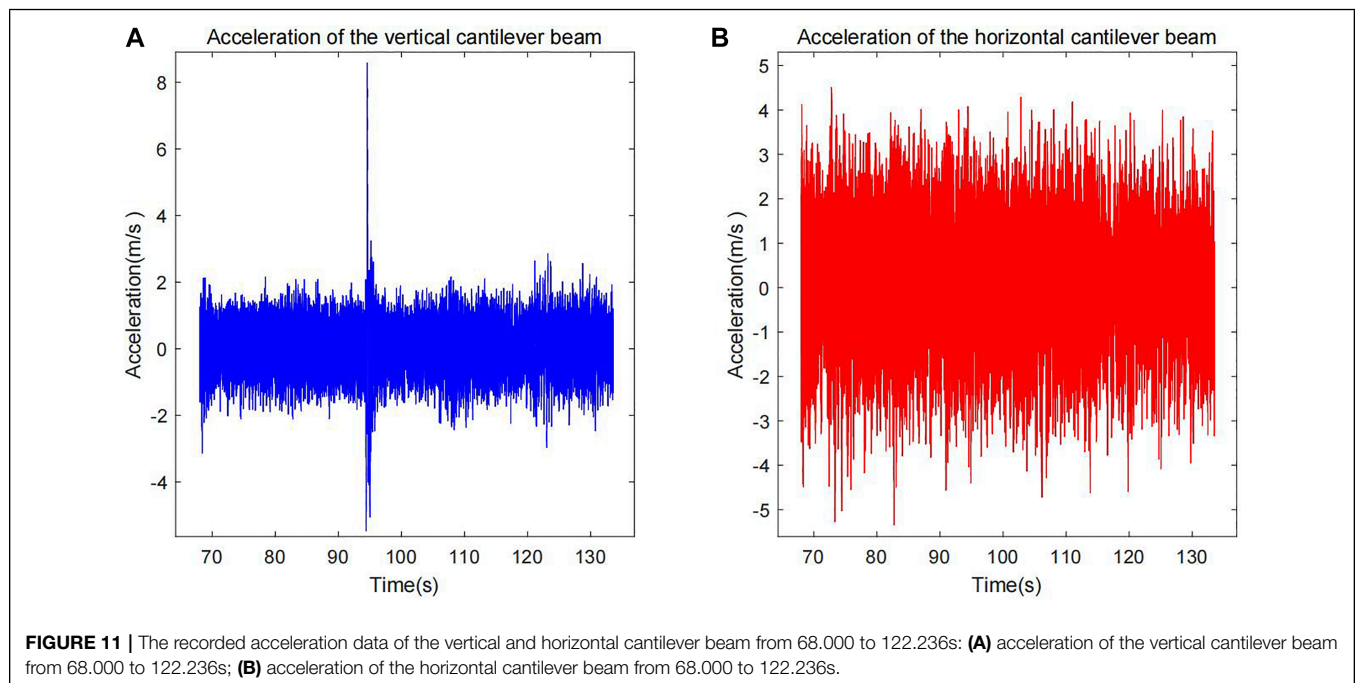 A Acceleration of the vertical cantilever beam
8
6
4
2
0
-2
-4
Acceleration(m/s )
70 80 90 100 110 120 130
Time(s)
B Acceleration of the horizontal cantilever beam
5
4
3
2
1
0
-1
-2
-3
-4
-5
Acceleration(m/s )
70 80 90 100 110 120 130
Time(s)
FIGURE 11 | The recorded acceleration data of the vertical and horizontal cantilever beam from 68.000 to 122.236s: (A) acceleration of the vertical cantilever beam
from 68.000 to 122.236s; (B) acceleration of the horizontal cantilever beam from 68.000 to 122.236s.